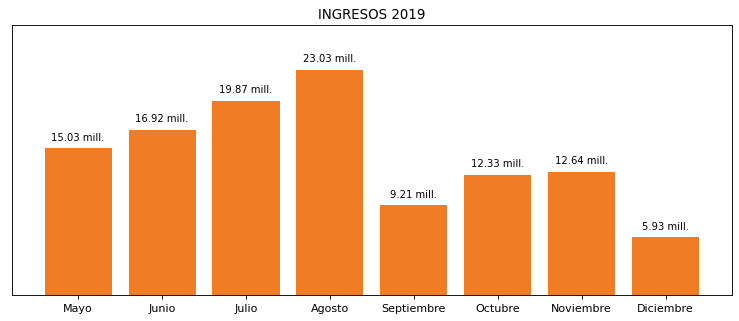 INGRESOS 2019
15.03 mill.
16.92 mill.
19.87 mill.
23.03 mill.
9.21 mill.
12.33 mill.
12.64 mill.
5.93 mill.
Mayo
Junio
Julio
Agosto
Septiembre
Octubre
Noviembre
Diciembre